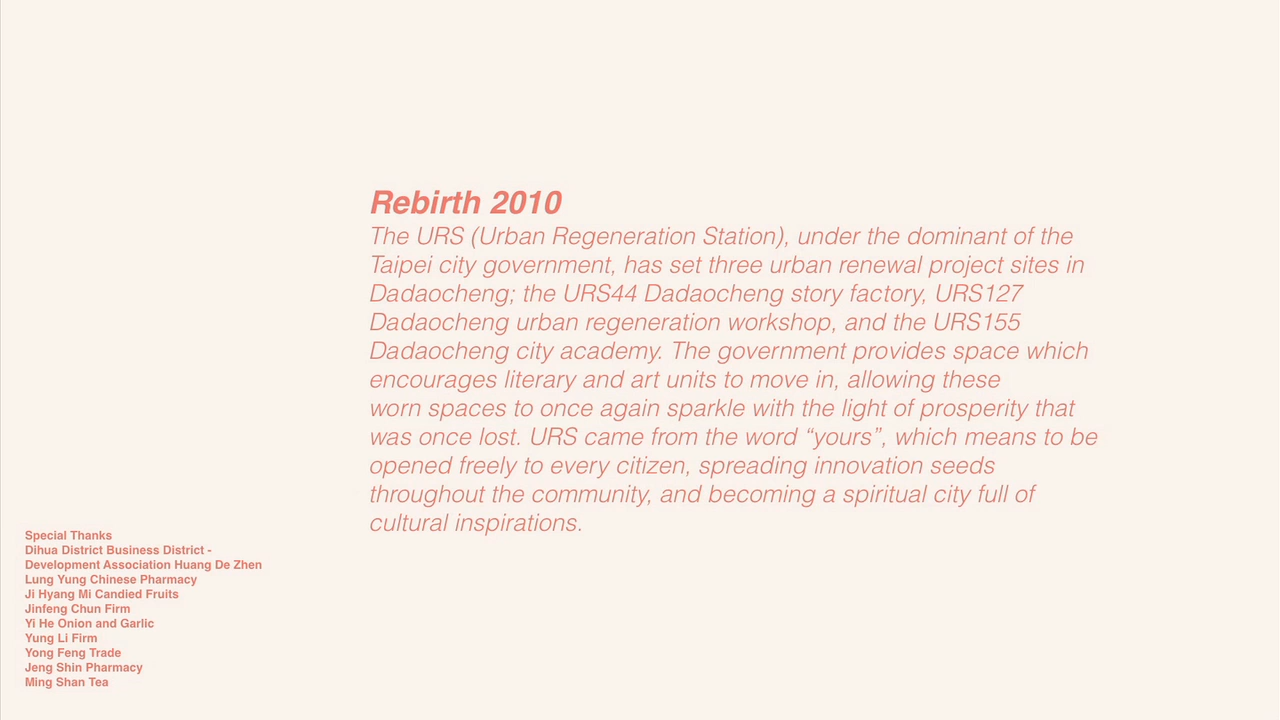 Rebirth 2010
The URS (Urban Regeneration Station), under the dominant of the
Taipei city government, has set three urban renewal project sites in
Dadaocheng; the URS44 Dadaocheng story factory, URS127
Dadaocheng urban regeneration workshop, and the URS155
Dadaocheng city academy. The government provides space which
encourages literary and art units to move in, allowing these
worn spaces to once again sparkle with the light of prosperity that
was once lost. URS came from the word “yours”, which means to be
opened freely to every citizen, spreading innovation seeds
throughout the community, and becoming a spiritual city full of
cultural inspirations.
Special Thanks
Dihua District Business District -
Development Association Huang De Zhen
Lung Yung Chinese Pharmacy
Ji Hyang Mi Candied Fruits
Jinfeng Chun Firm
Yi He Onion and Garlic
Yung Li Firm
Yong Feng Trade
Jeng Shin Pharmacy
Ming Shan Tea